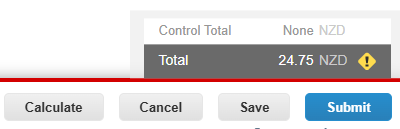 Control Total None NZD
Total 24.75 NZD
Calculate Cancel Save Submit